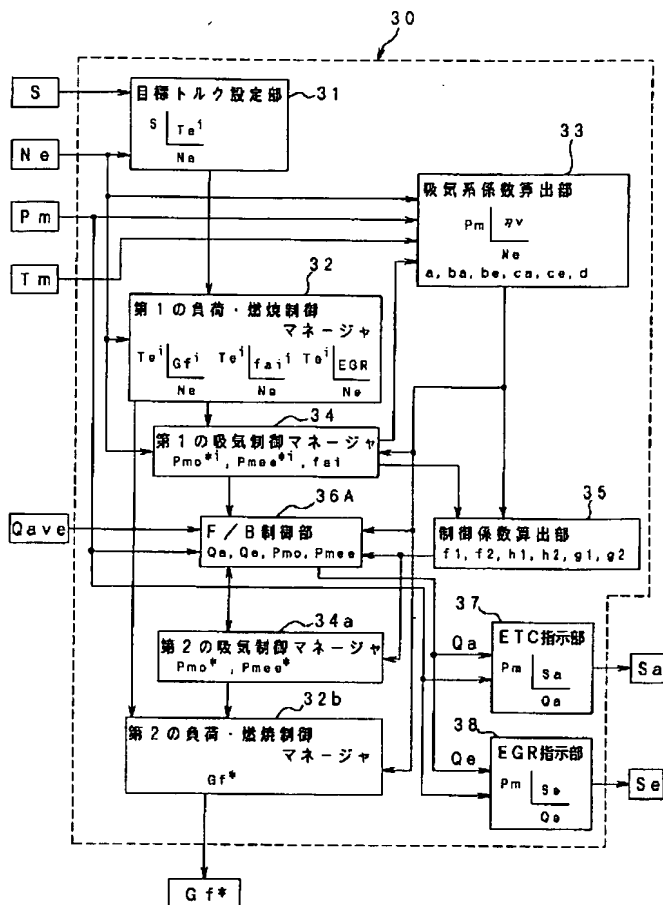 30
S
目標トルク設定部
31
S
Te^i
Ne
Ne
33
吸気系係数算出部
Pm
ηv
Ne
a, ba, be, ca, ce, d
Pm
Tm
32
第1の負荷・燃焼制御
マネージャ
Te^i
Gf^i
Te^i
fai^i
Te^i
EGR
Ne
Ne
Ne
34
第1の吸気制御マネージャ
Pmo*^i, Pmee*^i, fai
36A
Qave
F/B制御部
Qa, Qe, Pmo, Pmee
35
制御係数算出部
f1, f2, h1, h2, g1, g2
34a
第2の吸気制御マネージャ
Pmo*, Pmee*
37
Qa
ETC指示部
Pm
Sa
Qa
Sa
32b
第2の負荷・燃焼制御
マネージャ
Gf*
38
Qe
EGR指示部
Pm
Se
Qe
Se
Gf*